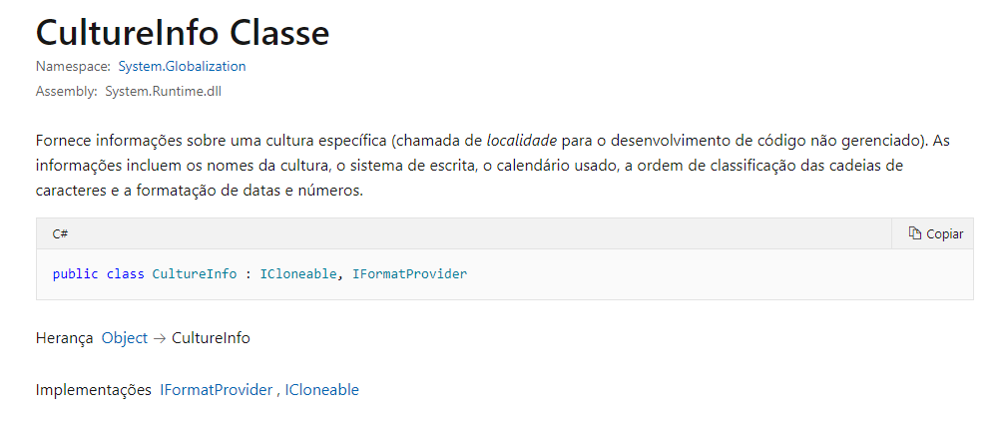 CultureInfo Classe
Namespace: System.Globalization
Assembly: System.Runtime.dll
Fornece informações sobre uma cultura específica (chamada de localidade para o desenvolvimento de código não gerenciado). As
informações incluem os nomes da cultura, o sistema de escrita, o calendário usado, a ordem de classificação das cadeias de
caracteres e a formatação de datas e números.
C# Copiar
public class CultureInfo : ICloneable, IFormatProvider
Herança Object → CultureInfo
Implementações IFormatProvider , ICloneable